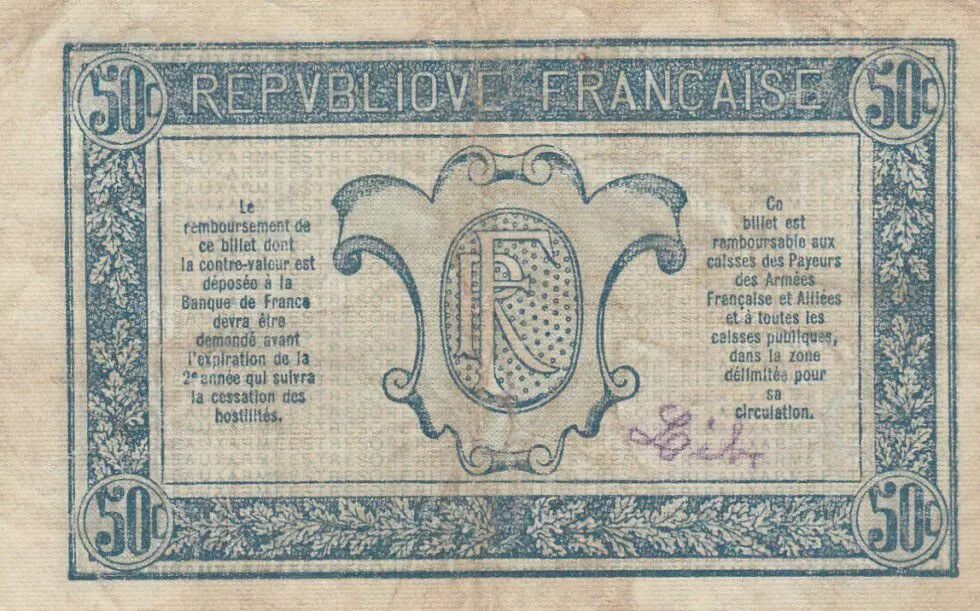 50c REPVBLIQVE FRANÇAISE 50c
Le
remboursement de
ce billet dont
la contre-valeur est
déposée à la
Banque de France
devra être
demandé avant
l'expiration de la
2e année qui suivra
la cessation des
hostilités.
RF
Ce
billet est
remboursable aux
caisses des Payeurs
des Armées
Française et Alliées
et à toutes les
caisses publiques,
dans la zone
délimitée pour
sa
circulation.
50c 50c